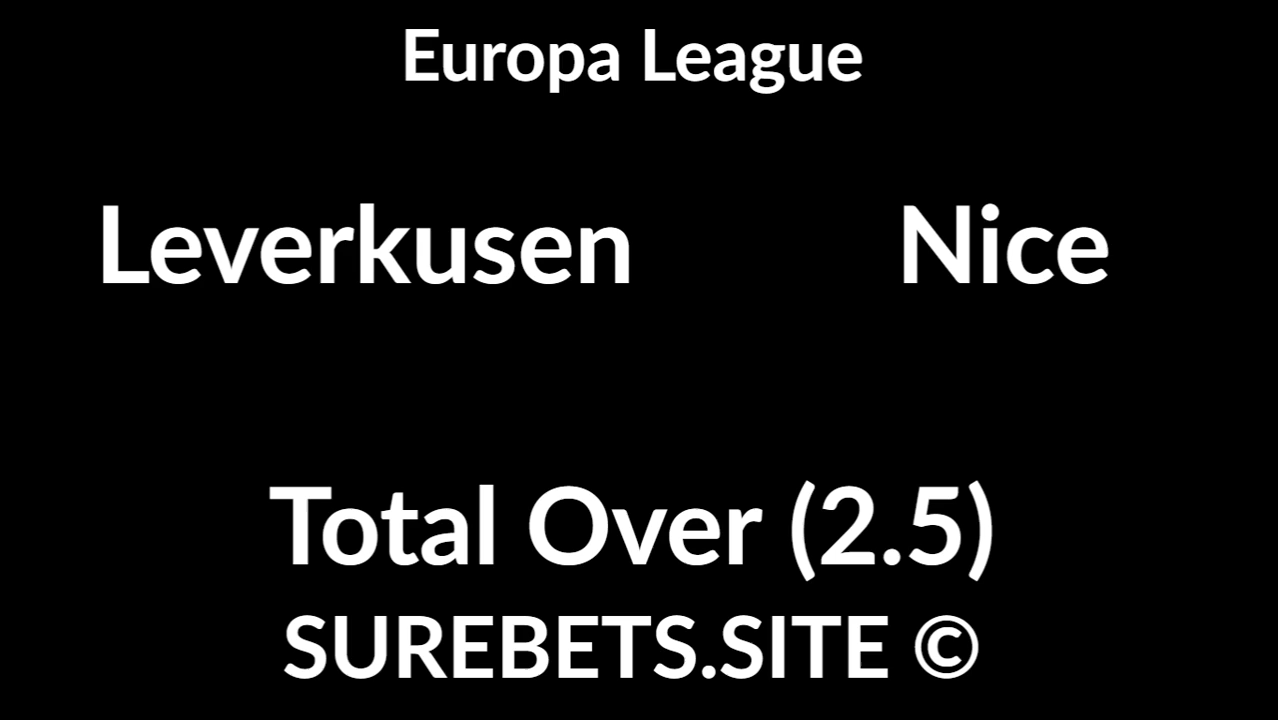 Europa League
Leverkusen Nice
Total Over (2.5)
SUREBETS.SITE ©